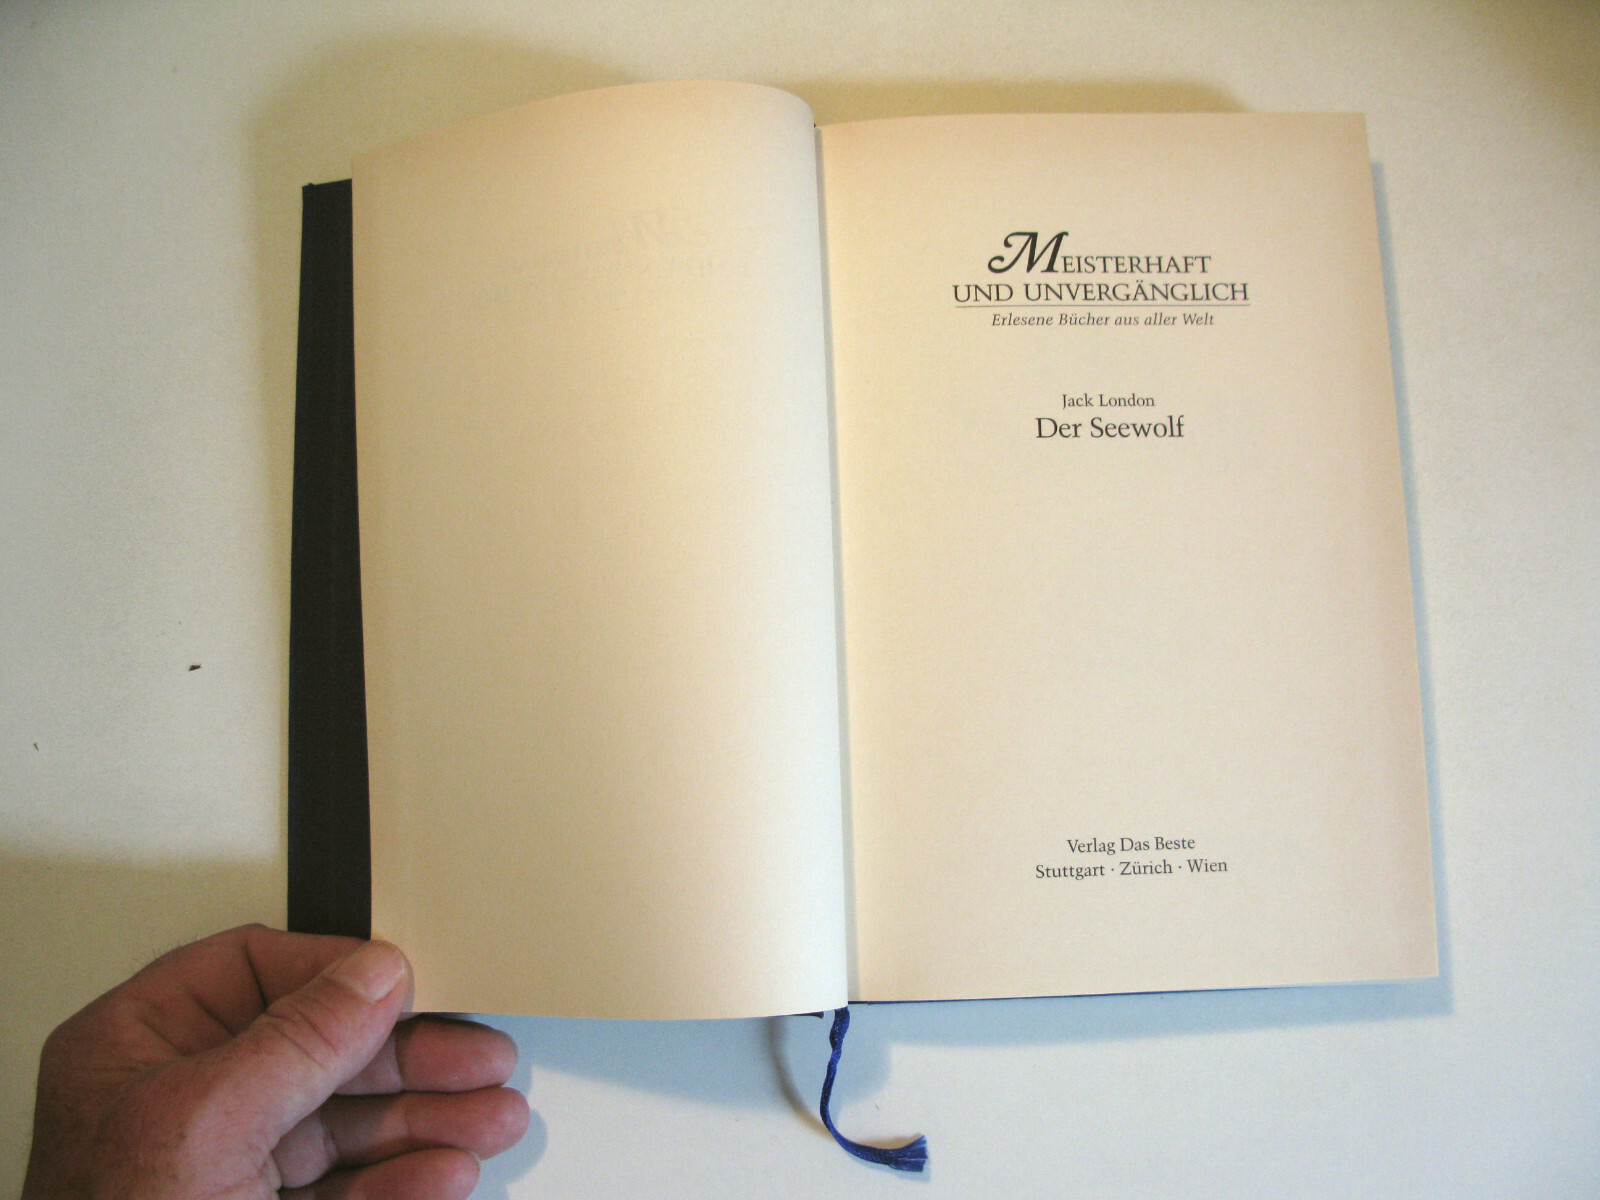 MEISTERHAFT
UND UNVERGÄNGLICH
Erlesene Bücher aus aller Welt
Jack London
Der Seewolf
Verlag Das Beste
Stuttgart · Zürich · Wien